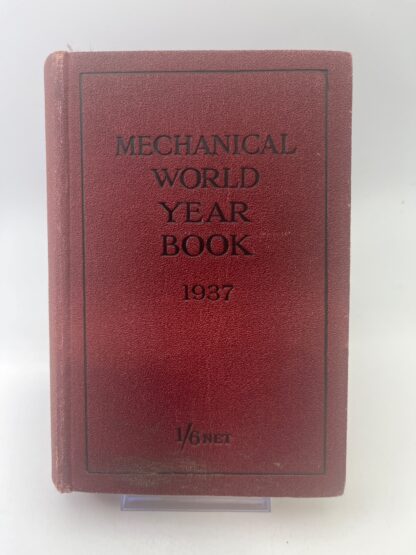 MECHANICAL
WORLD
YEAR
BOOK
1937
1/6 NET